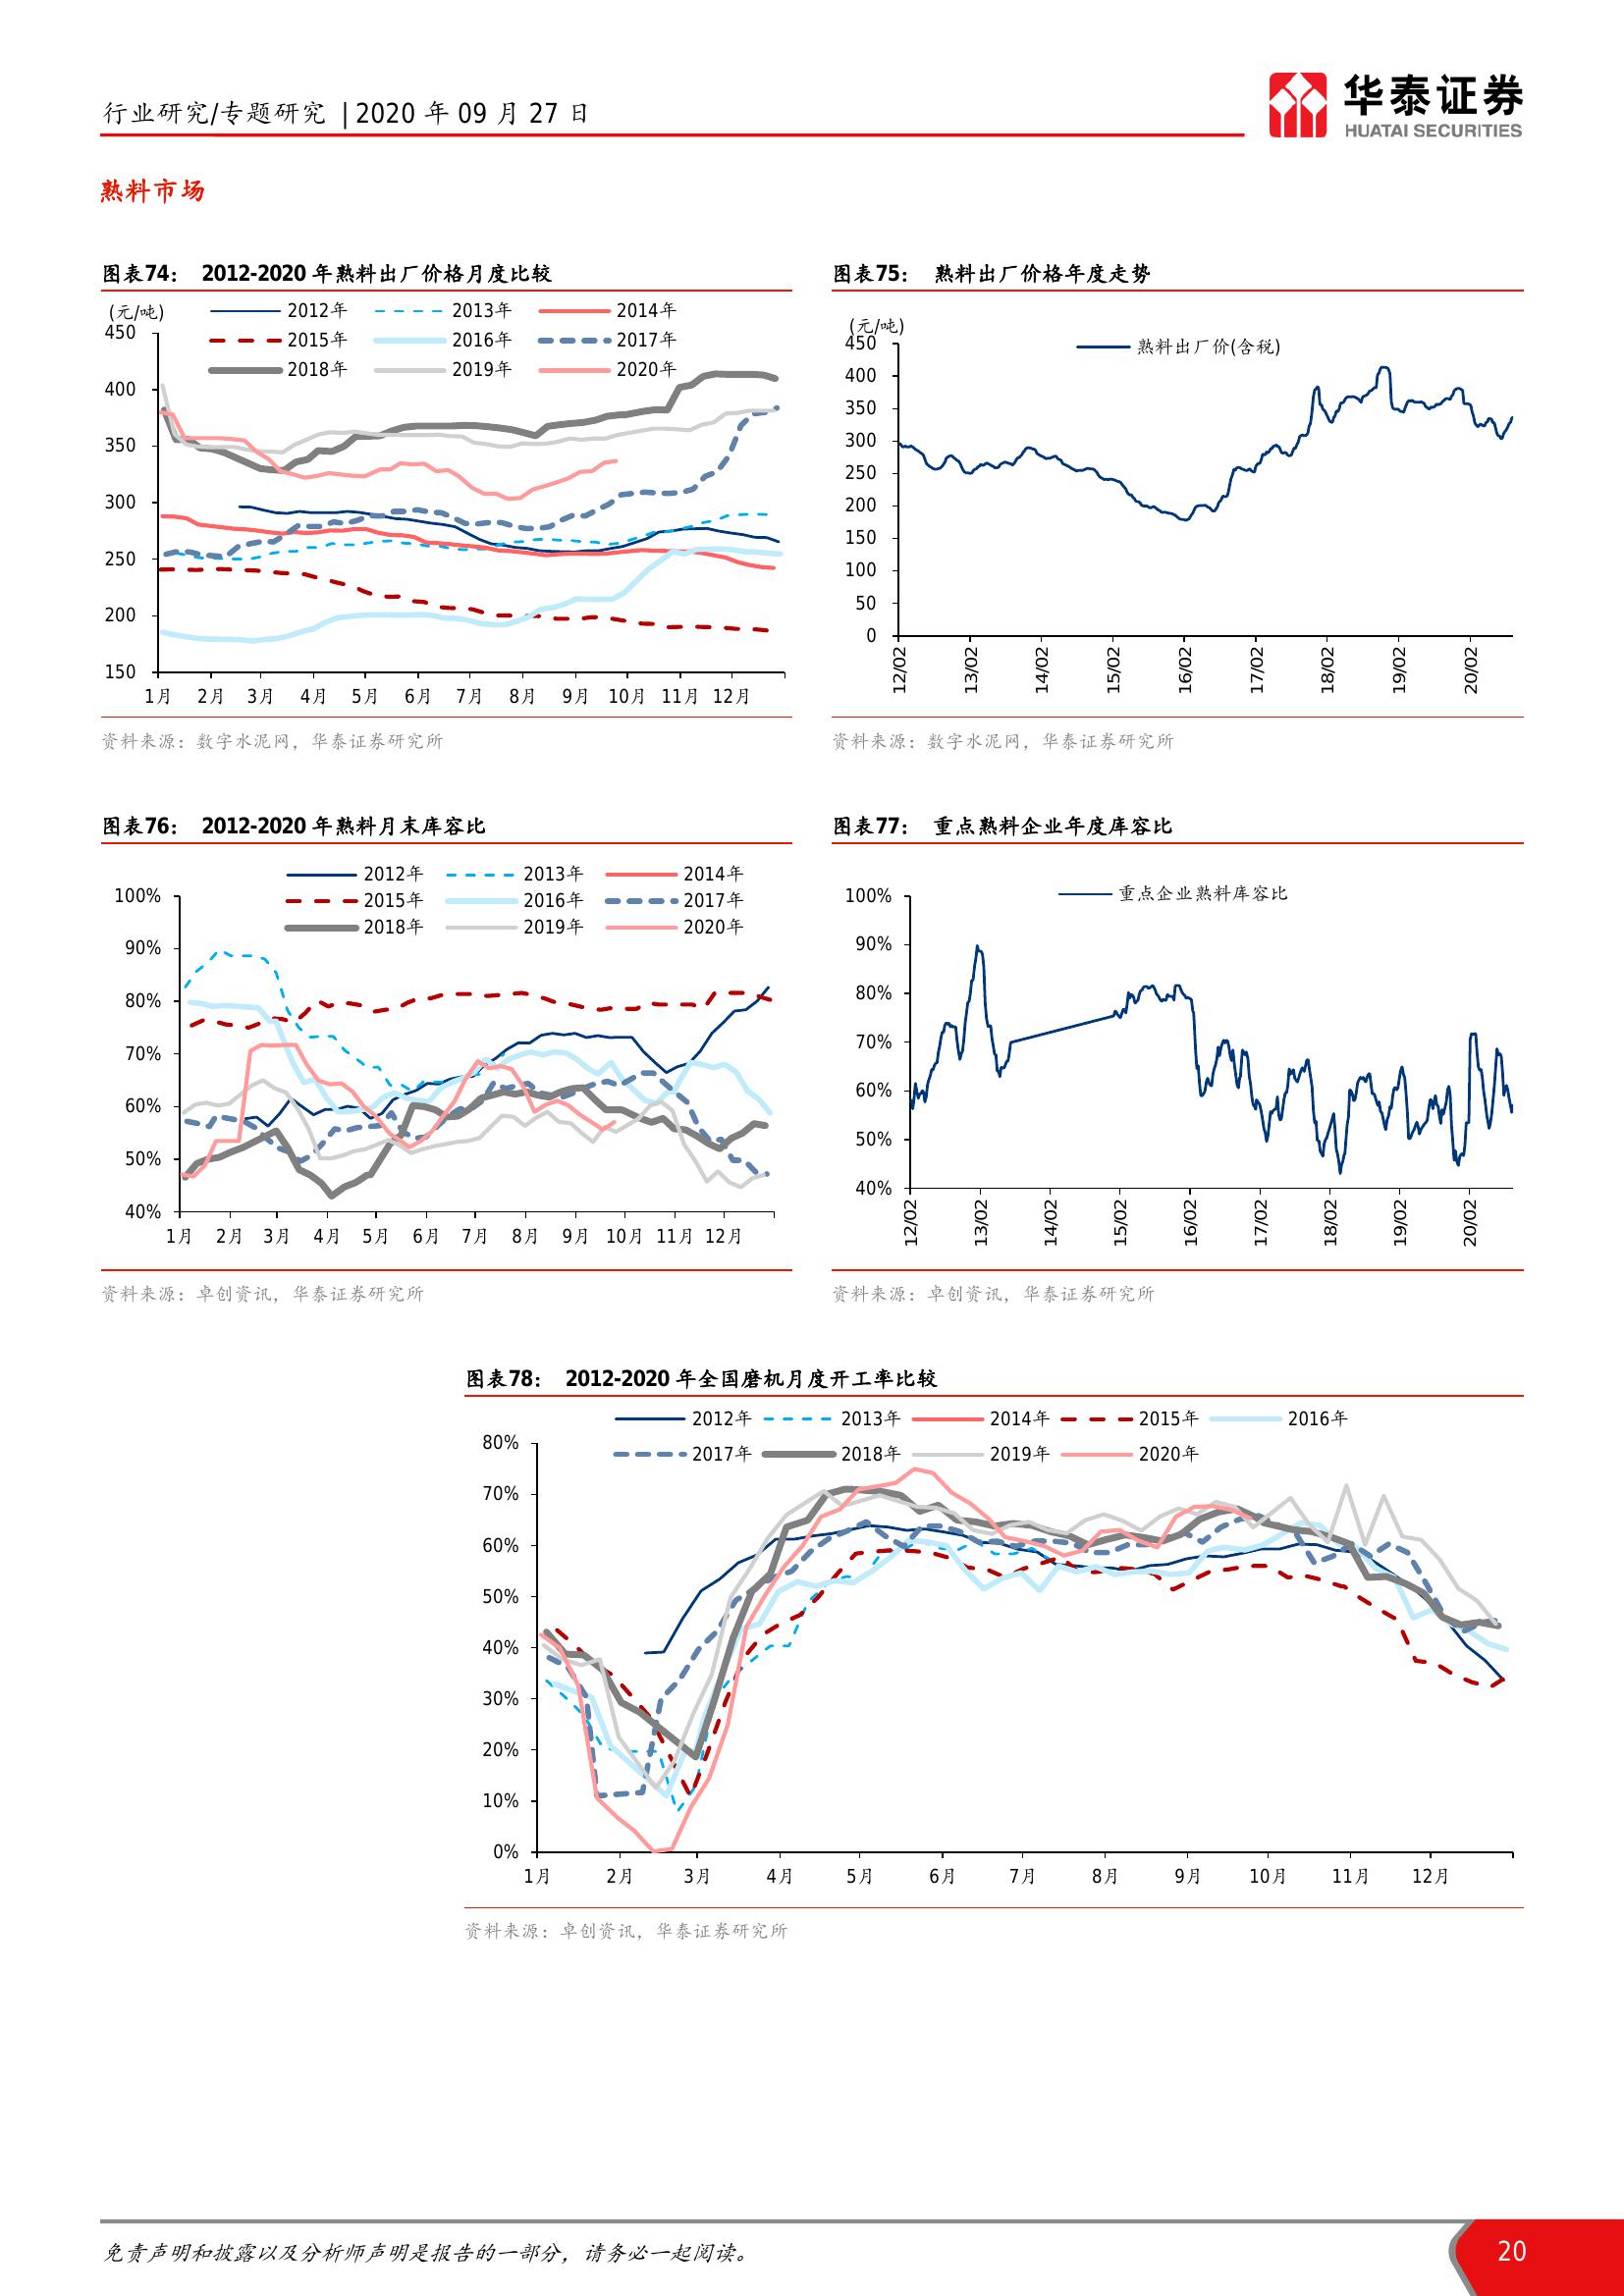 行业研究/专题研究 | 2020 年 09 月 27 日
华泰证券
HUATAI SECURITIES
熟料市场
图表74： 2012-2020 年熟料出厂价格月度比较
(元/吨)
2012年 2013年 2014年
2015年 2016年 2017年
2018年 2019年 2020年
450
400
350
300
250
200
150
1月 2月 3月 4月 5月 6月 7月 8月 9月 10月 11月 12月
资料来源：数字水泥网，华泰证券研究所
图表75： 熟料出厂价格年度走势
(元/吨)
熟料出厂价(含税)
450
400
350
300
250
200
150
100
50
0
12/02 13/02 14/02 15/02 16/02 17/02 18/02 19/02 20/02
资料来源：数字水泥网，华泰证券研究所
图表76： 2012-2020 年熟料月末库容比
2012年 2013年 2014年
2015年 2016年 2017年
2018年 2019年 2020年
100%
90%
80%
70%
60%
50%
40%
1月 2月 3月 4月 5月 6月 7月 8月 9月 10月 11月 12月
资料来源：卓创资讯，华泰证券研究所
图表77： 重点熟料企业年度库容比
重点企业熟料库容比
100%
90%
80%
70%
60%
50%
40%
12/02 13/02 14/02 15/02 16/02 17/02 18/02 19/02 20/02
资料来源：卓创资讯，华泰证券研究所
图表78： 2012-2020 年全国磨机月度开工率比较
2012年 2013年 2014年 2015年 2016年
2017年 2018年 2019年 2020年
80%
70%
60%
50%
40%
30%
20%
10%
0%
1月 2月 3月 4月 5月 6月 7月 8月 9月 10月 11月 12月
资料来源：卓创资讯，华泰证券研究所
免责声明和披露以及分析师声明是报告的一部分，请务必一起阅读。
20